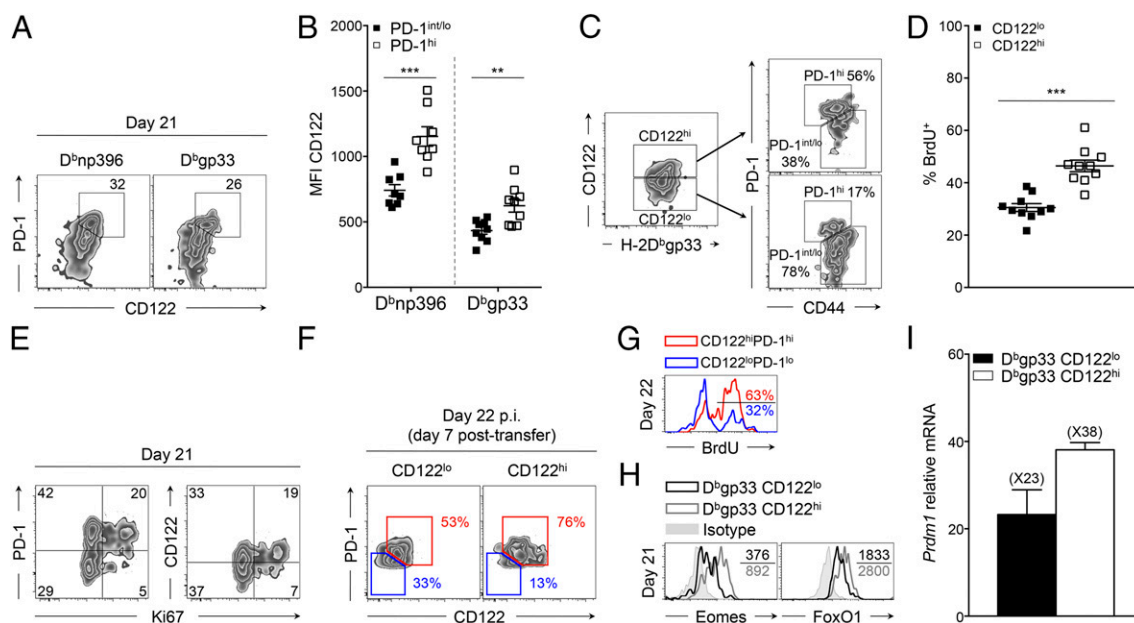 A
Day 21
Dᵇnp396
Dᵇgp33
32
26
PD-1
CD122
B
PD-1ⁱⁿᵗ/ˡᵒ
PD-1ʰⁱ
***
**
MFI CD122
2000
1500
1000
500
0
Dᵇnp396
Dᵇgp33
C
CD122
CD122ʰⁱ
CD122ˡᵒ
H-2Dᵇgp33
PD-1ʰⁱ 56%
PD-1ⁱⁿᵗ/ˡᵒ
38%
PD-1
PD-1ʰⁱ 17%
PD-1ⁱⁿᵗ/ˡᵒ
78%
CD44
D
CD122ˡᵒ
CD122ʰⁱ
***
% BrdU⁺
100
80
60
40
20
0
E
Day 21
PD-1
42
20
29
5
CD122
33
19
37
7
Ki67
F
Day 22 p.i.
(day 7 post-transfer)
CD122ˡᵒ
CD122ʰⁱ
PD-1
53%
33%
76%
13%
CD122
G
CD122ʰⁱPD-1ʰⁱ
CD122ˡᵒPD-1ˡᵒ
Day 22
63%
32%
BrdU
H
Dᵇgp33 CD122ˡᵒ
Dᵇgp33 CD122ʰⁱ
Isotype
Day 21
376
892
1833
2800
Eomes
FoxO1
I
Dᵇgp33 CD122ˡᵒ
Dᵇgp33 CD122ʰⁱ
Prdm1 relative mRNA
60
40
20
0
(X23)
(X38)